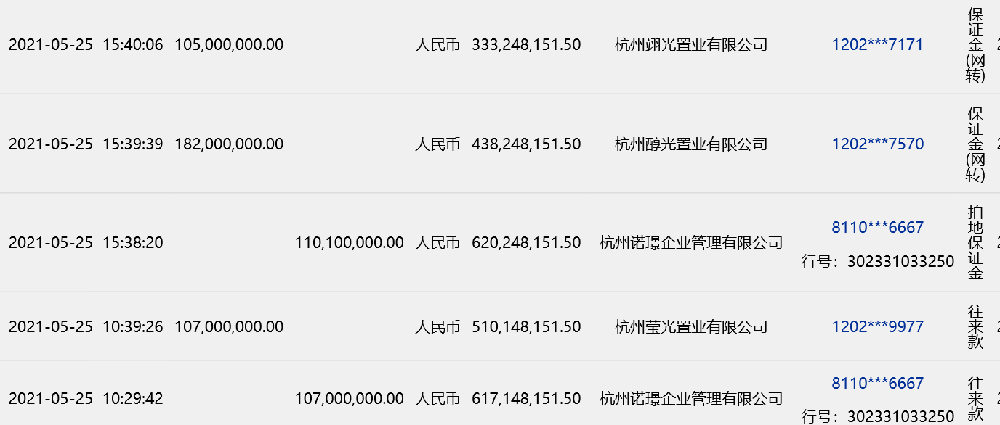 2021-05-25 15:40:06 105,000,000.00 人民币 333,248,151.50 杭州翊光置业有限公司 1202***7171 保证金(网转)
2021-05-25 15:39:39 182,000,000.00 人民币 438,248,151.50 杭州醇光置业有限公司 1202***7570 保证金(网转)
2021-05-25 15:38:20 110,100,000.00 人民币 620,248,151.50 杭州诺璟企业管理有限公司 8110***6667 拍地保证金
行号：302331033250
2021-05-25 10:39:26 107,000,000.00 人民币 510,148,151.50 杭州莹光置业有限公司 1202***9977 往来款
2021-05-25 10:29:42 107,000,000.00 人民币 617,148,151.50 杭州诺璟企业管理有限公司 8110***6667 往来款
行号：302331033250